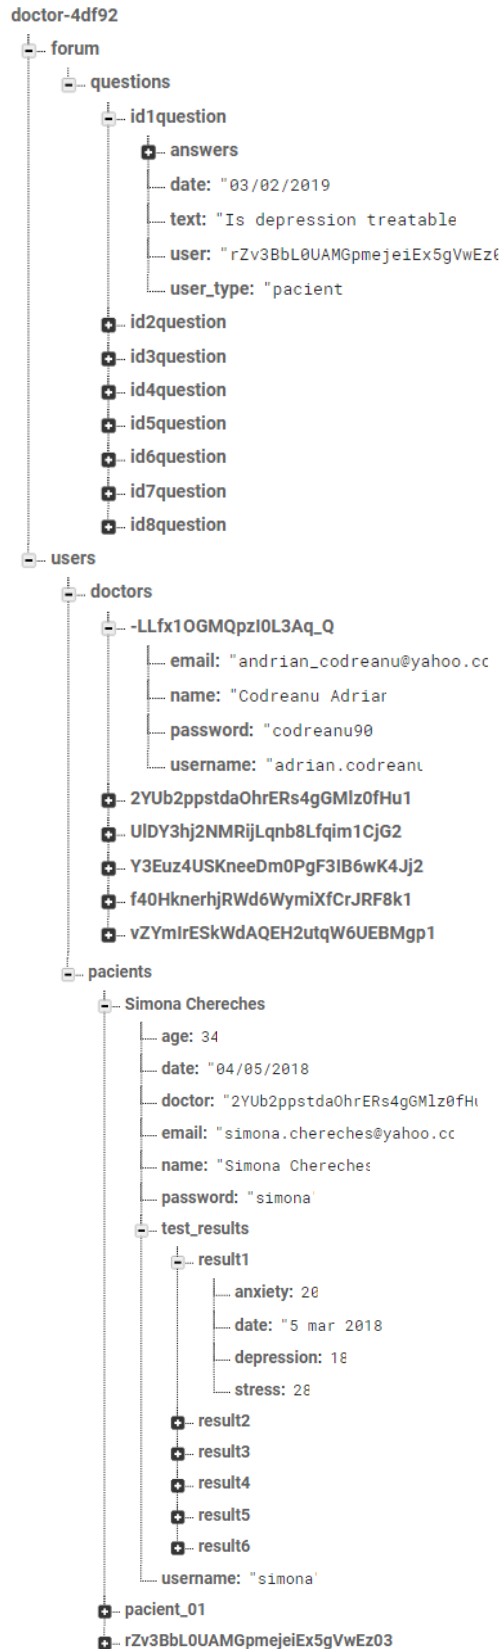 doctor-4df92
forum
questions
id1question
answers
date: "03/02/2019
text: "Is depression treatable
user: "rZv3BbL0UAMGpmejeiEx5gVwEz0
user_type: "pacient
id2question
id3question
id4question
id5question
id6question
id7question
id8question
users
doctors
-LLfx1OGMQpzI0L3Aq_Q
email: "andrian_codreanu@yahoo.cc
name: "Codreanu Adrian
password: "codreanu90
username: "adrian.codreanu
2YUb2ppstdaOhrERs4gGMlz0fHu1
UlDY3hj2NMRijLqnb8Lfqim1CjG2
Y3Euz4USKneeDm0PgF3IB6wK4Jj2
f40HknerhjRWd6WymiXfCrJRF8k1
vZYmIrESkWdAQEH2utqW6UEBMgp1
pacients
Simona Chereches
age: 34
date: "04/05/2018
doctor: "2YUb2ppstdaOhrERs4gGMlz0fHu
email: "simona.chereches@yahoo.cc
name: "Simona Chereches
password: "simona'
test_results
result1
anxiety: 20
date: "5 mar 2018
depression: 18
stress: 28
result2
result3
result4
result5
result6
username: "simona'
pacient_01
rZv3BbL0UAMGpmejeiEx5gVwEz03